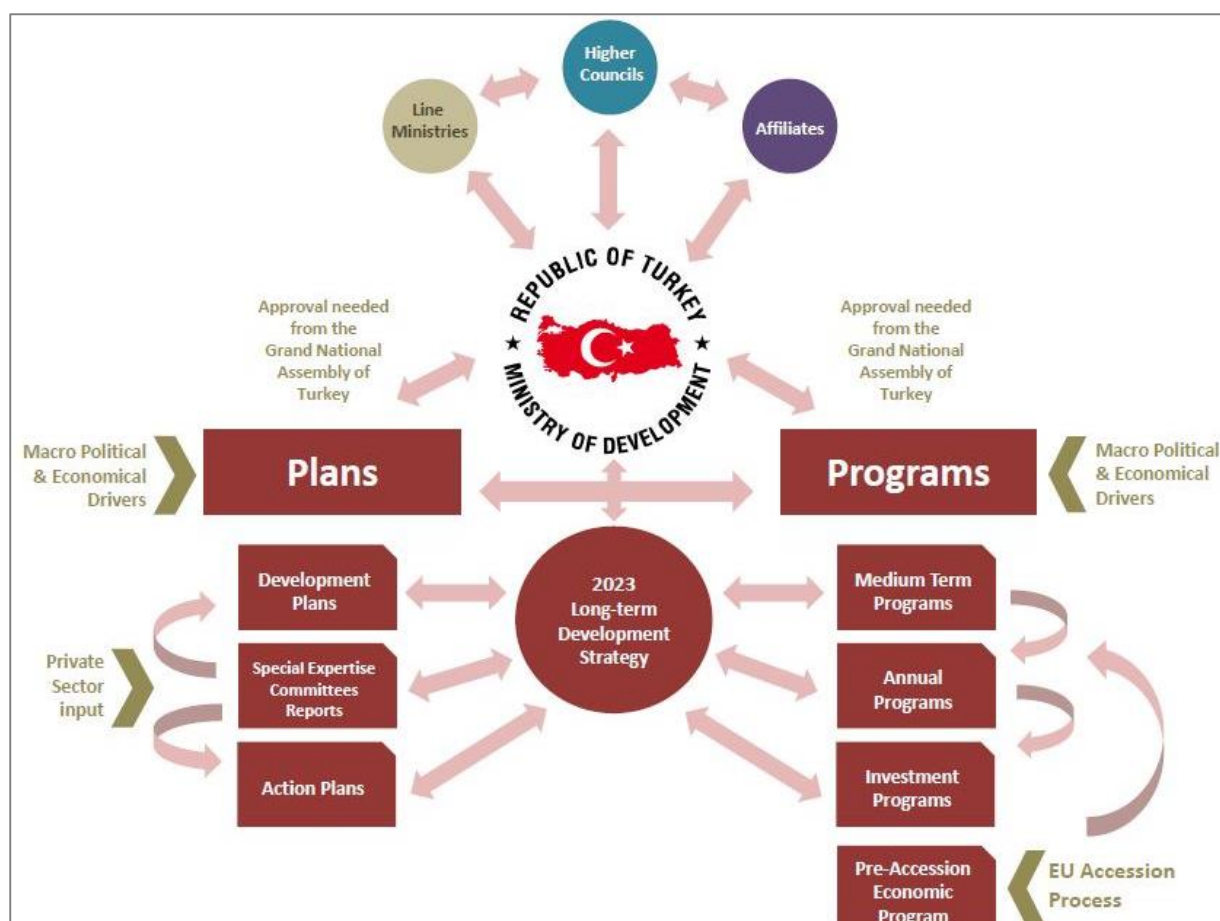 Higher
Councils
Line
Ministries
Affiliates
REPUBLIC OF TURKEY
MINISTRY OF DEVELOPMENT
Approval needed
from the
Grand National
Assembly of
Turkey
Approval needed
from the
Grand National
Assembly of
Turkey
Macro Political
& Economical
Drivers
Plans
Programs
Macro Political
& Economical
Drivers
Development
Plans
2023
Long-term
Development
Strategy
Medium Term
Programs
Private
Sector
input
Special Expertise
Committees
Reports
Annual
Programs
Action Plans
Investment
Programs
Pre-Accession
Economic
Program
EU Accession
Process